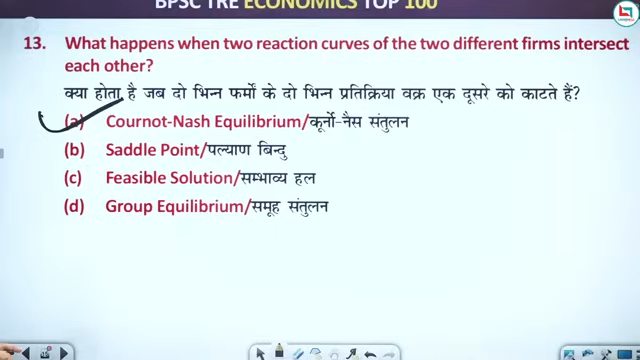 BPSC TRE ECONOMICS TOP 100
13. What happens when two reaction curves of the two different firms intersect
each other?
क्या होता है जब दो भिन्न फर्मों के दो भिन्न प्रतिक्रिया वक्र एक दूसरे को काटते हैं?
(a) Cournot-Nash Equilibrium/कूर्नो-नैस संतुलन
(b) Saddle Point/पल्याण बिन्दु
(c) Feasible Solution/सम्भाव्य हल
(d) Group Equilibrium/समूह संतुलन